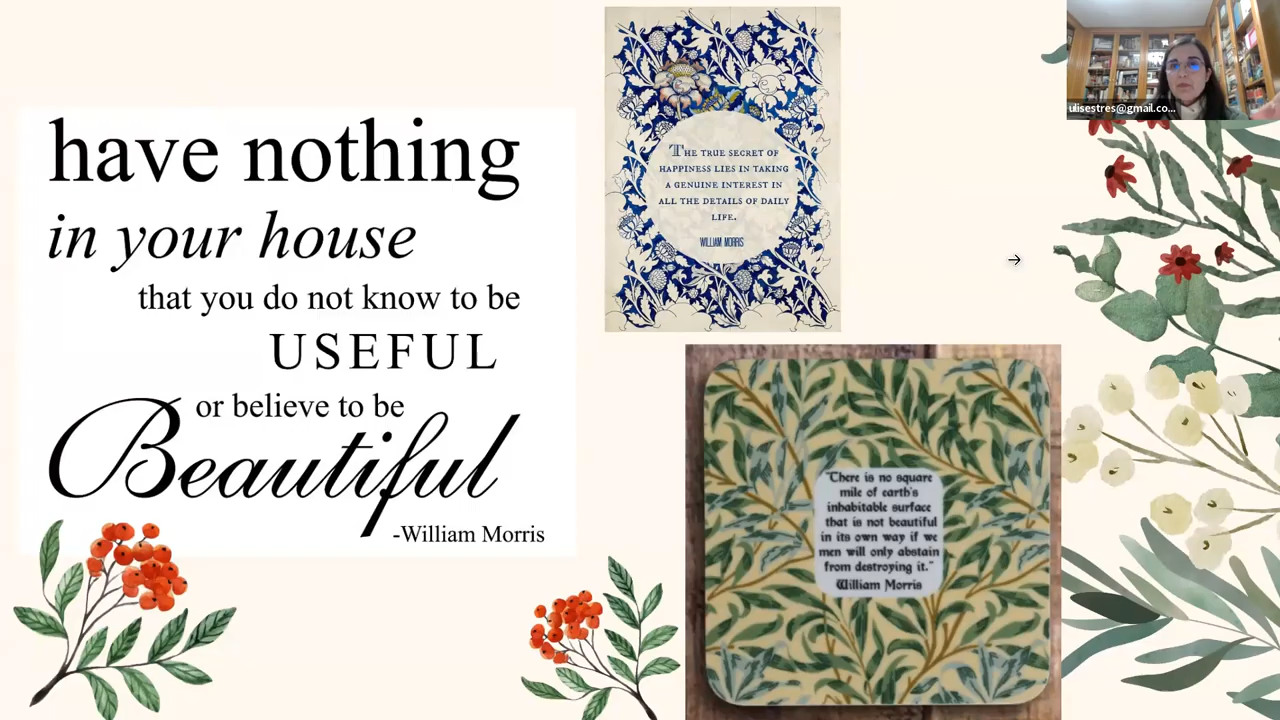 have nothing
in your house
that you do not know to be
USEFUL
or believe to be
Beautiful
-William Morris
THE TRUE SECRET OF
HAPPINESS LIES IN TAKING
A GENUINE INTEREST IN
ALL THE DETAILS OF DAILY
LIFE.
WILLIAM MORRIS
"There is no square
mile of earth's
inhabitable surface
that is not beautiful
in its own way if we
men will only abstain
from destroying it."
William Morris
ulisestres@gmail.co...